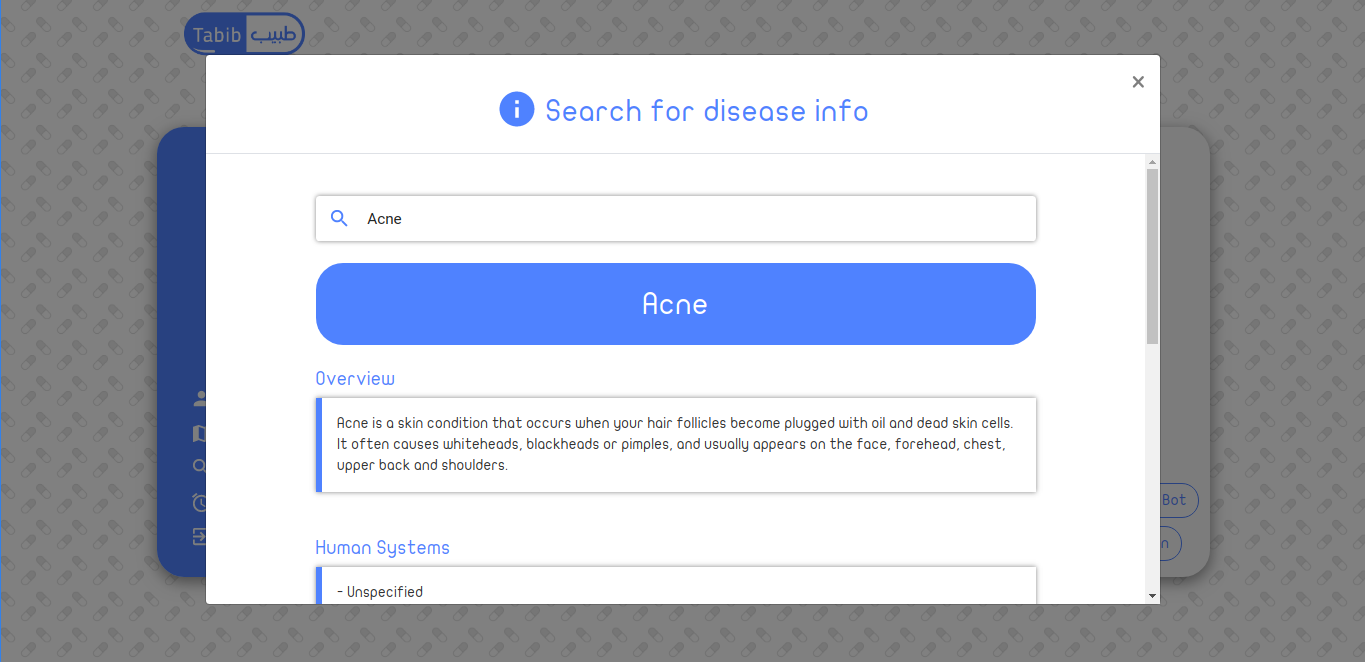 Tabib طبيب
×
Search for disease info
Acne
Acne
Overview
Acne is a skin condition that occurs when your hair follicles become plugged with oil and dead skin cells.
It often causes whiteheads, blackheads or pimples, and usually appears on the face, forehead, chest,
upper back and shoulders.
Human Systems
- Unspecified
Bot
n